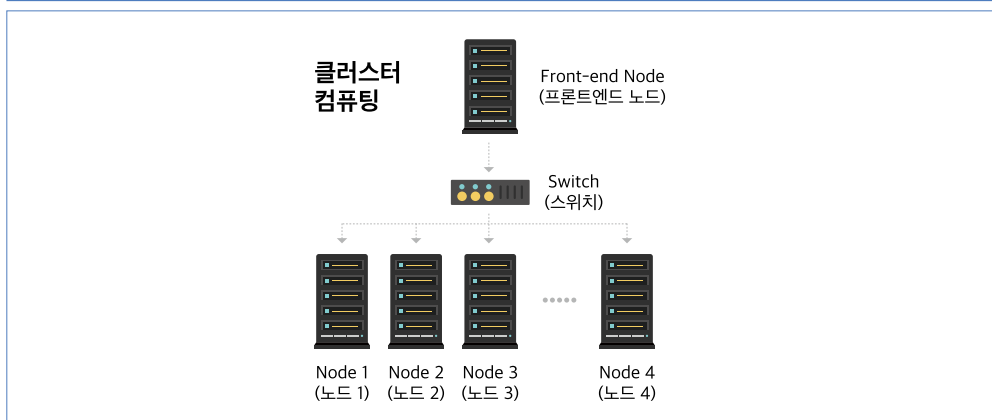 클러스터
컴퓨팅
Front-end Node
(프론트엔드 노드)
Switch
(스위치)
Node 1
(노드 1)
Node 2
(노드 2)
Node 3
(노드 3)
Node 4
(노드 4)